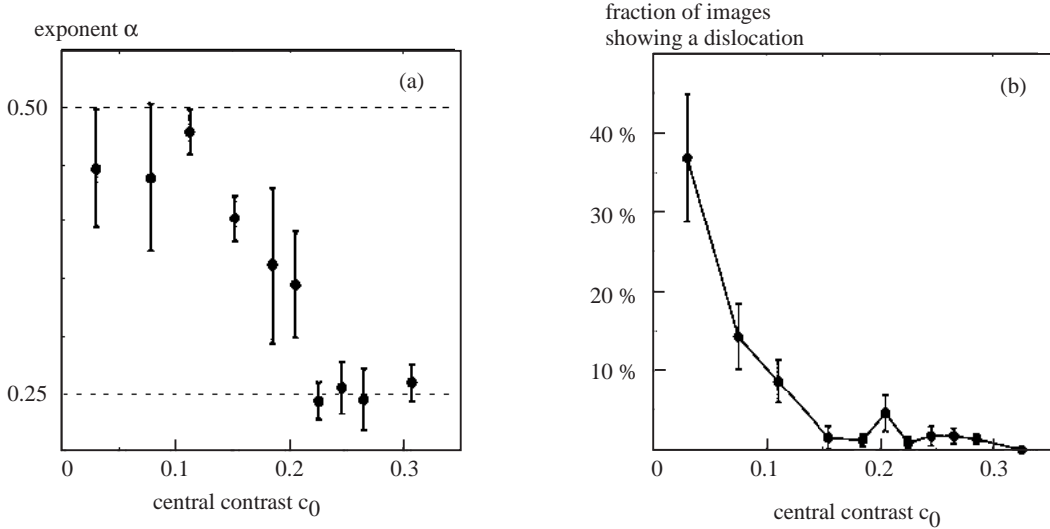 exponent α
(a)
0.50
0.25
0
0.1
0.2
0.3
central contrast c0
fraction of images
showing a dislocation
(b)
40 %
30 %
20 %
10 %
0
0.1
0.2
0.3
central contrast c0